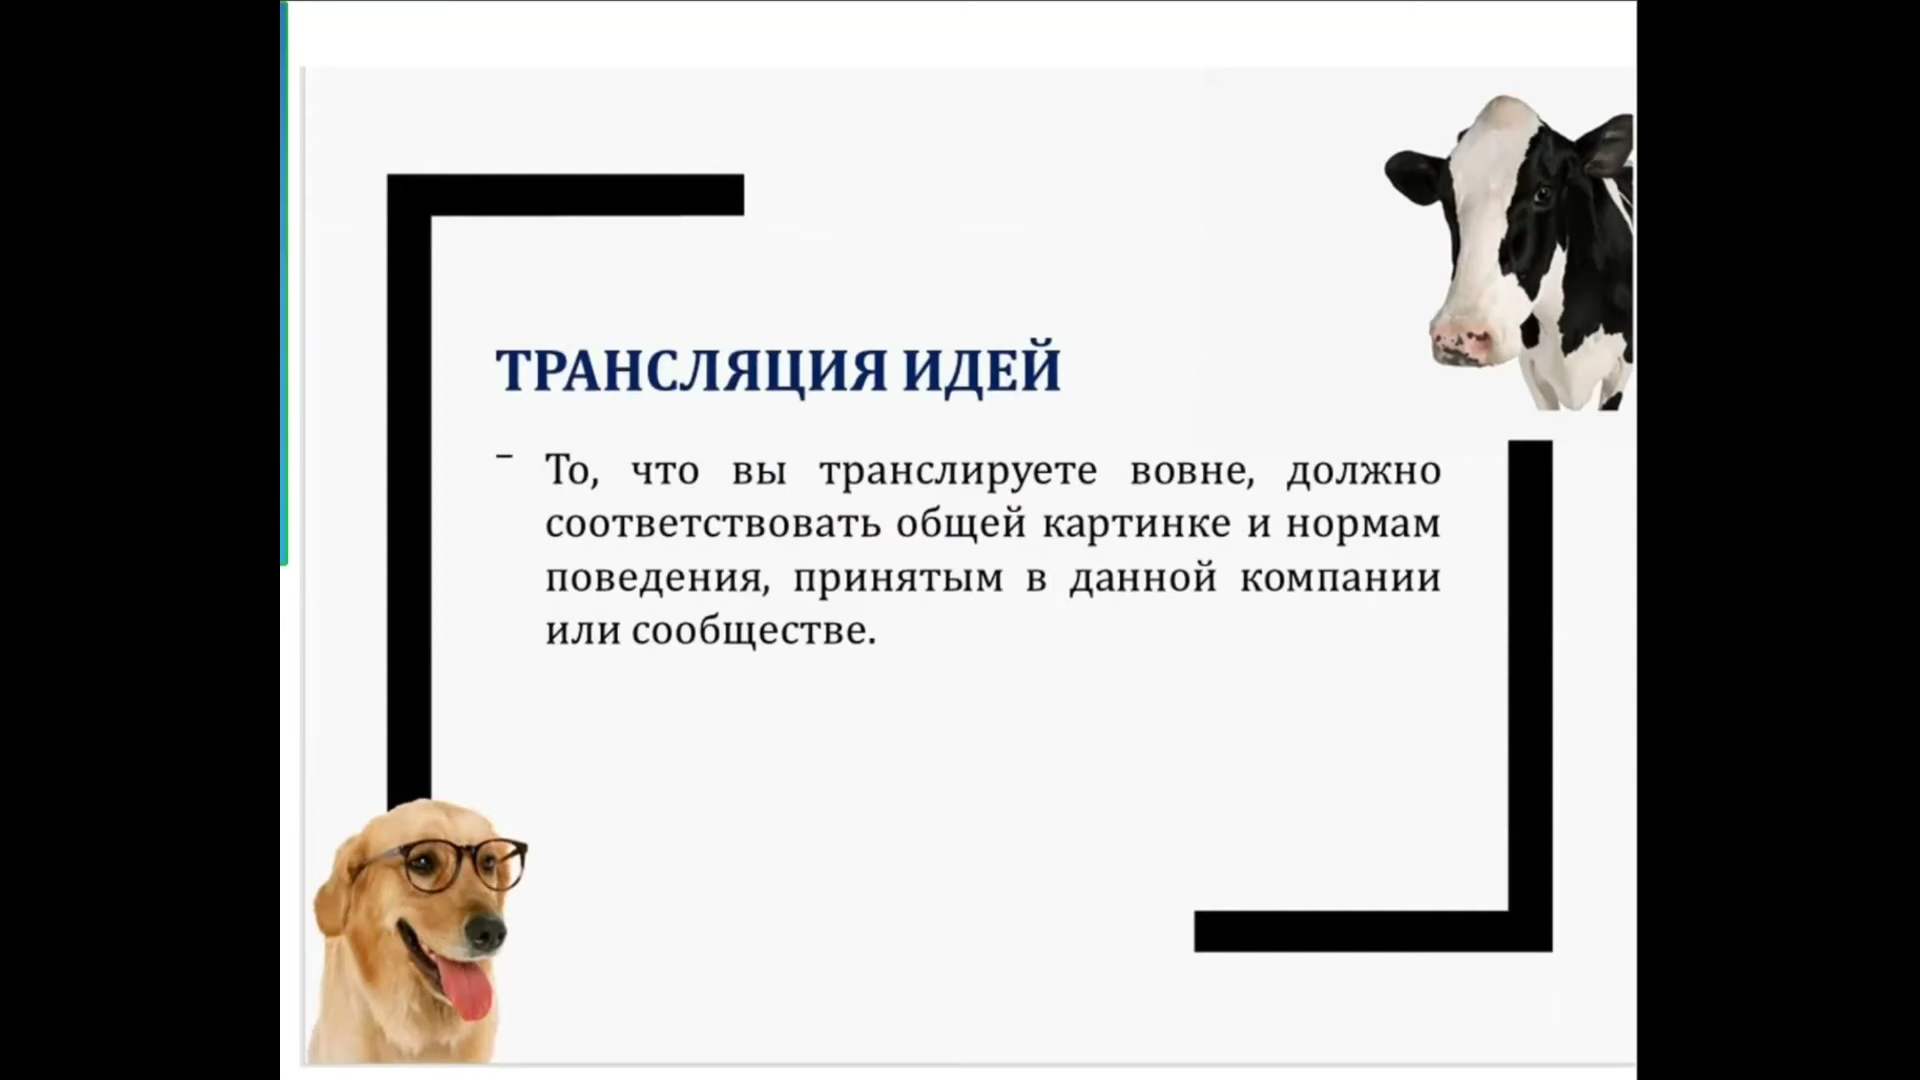 ТРАНСЛЯЦИЯ ИДЕЙ
– То, что вы транслируете вовне, должно
соответствовать общей картинке и нормам
поведения, принятым в данной компании
или сообществе.